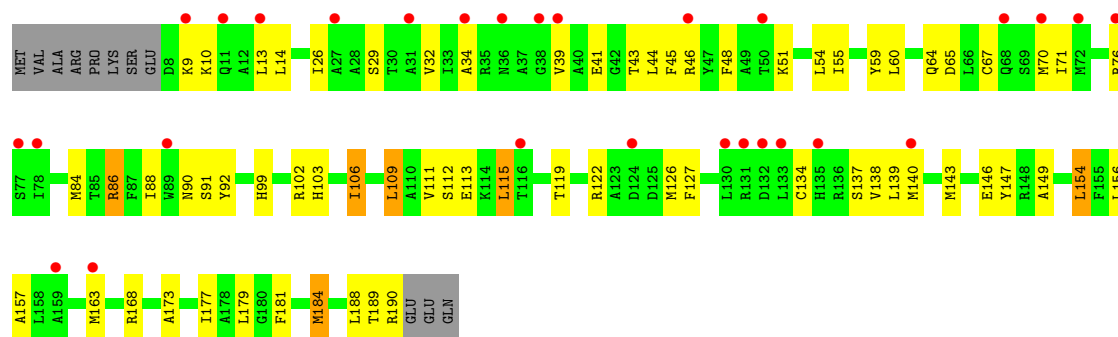 MET VAL ALA ARG PRO LYS SER GLU D8 K9 K10 Q11 A12 L13 L14 I26 A27 A28 S29 T30 A31 V32 I33 A34 R35 N36 A37 G38 V39 A40 E41 G42 T43 L44 F45 R46 Y47 F48 A49 T50 K51 L54 I55 Y59 L60 Q64 D65 L66 C67 Q68 S69 M70 I71 M72
S77 I78 M84 T85 R86 F87 I88 W89 N90 S91 Y92 H99 R102 H103 I106 L109 A110 V111 S112 E113 K114 L115 T116 T119 R122 A123 D124 D125 M126 F127 L130 R131 D132 L133 C134 H135 R136 S137 V138 L139 M140 M143 E146 Y147 R148 A149 L154 F155
A157 L158 A159 M163 R168 A173 I177 A178 L179 G180 F181 M184 L188 T189 R190 GLU GLU GLN